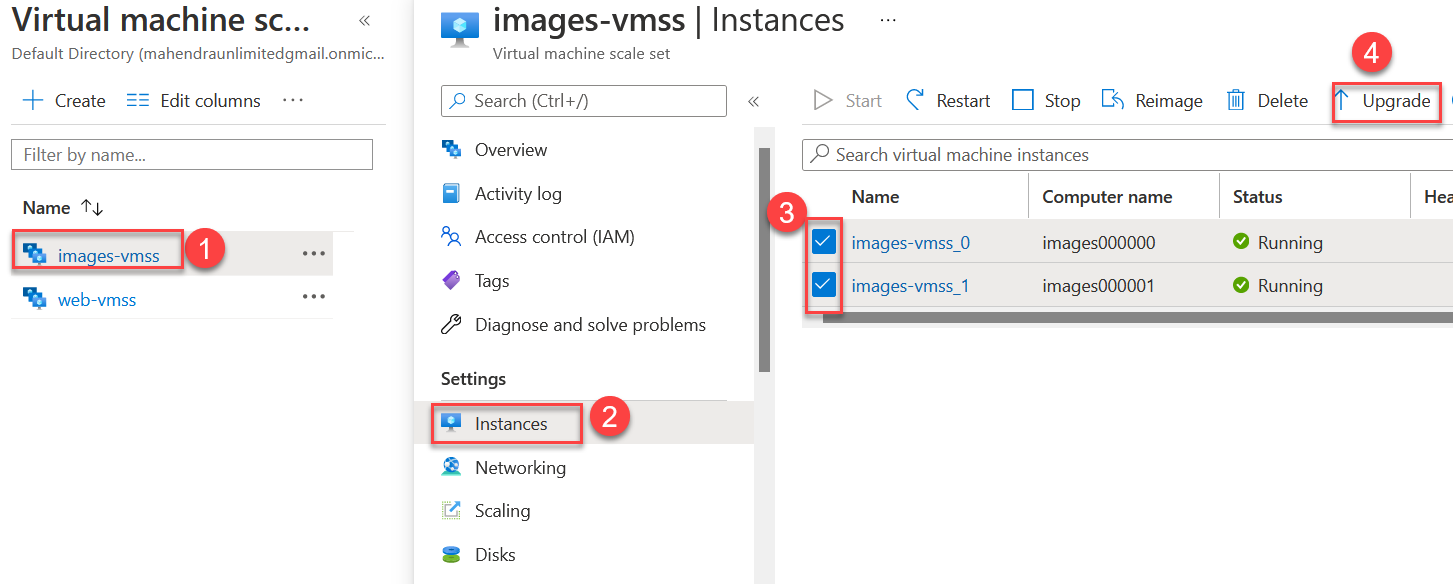 Virtual machine sc... «
Default Directory (mahendraunlimitedgmail.onmic...
Create Edit columns ...
Filter by name...
Name ↑↓
images-vmss 1 ...
web-vmss ...
images-vmss | Instances ...
Virtual machine scale set
Search (Ctrl+/) «
Overview
Activity log
Access control (IAM)
Tags
Diagnose and solve problems
Settings
Instances 2
Networking
Scaling
Disks
4
Start Restart Stop Reimage Delete Upgrade
Search virtual machine instances
Name Computer name Status Hea
3
images-vmss_0 images000000 Running
images-vmss_1 images000001 Running